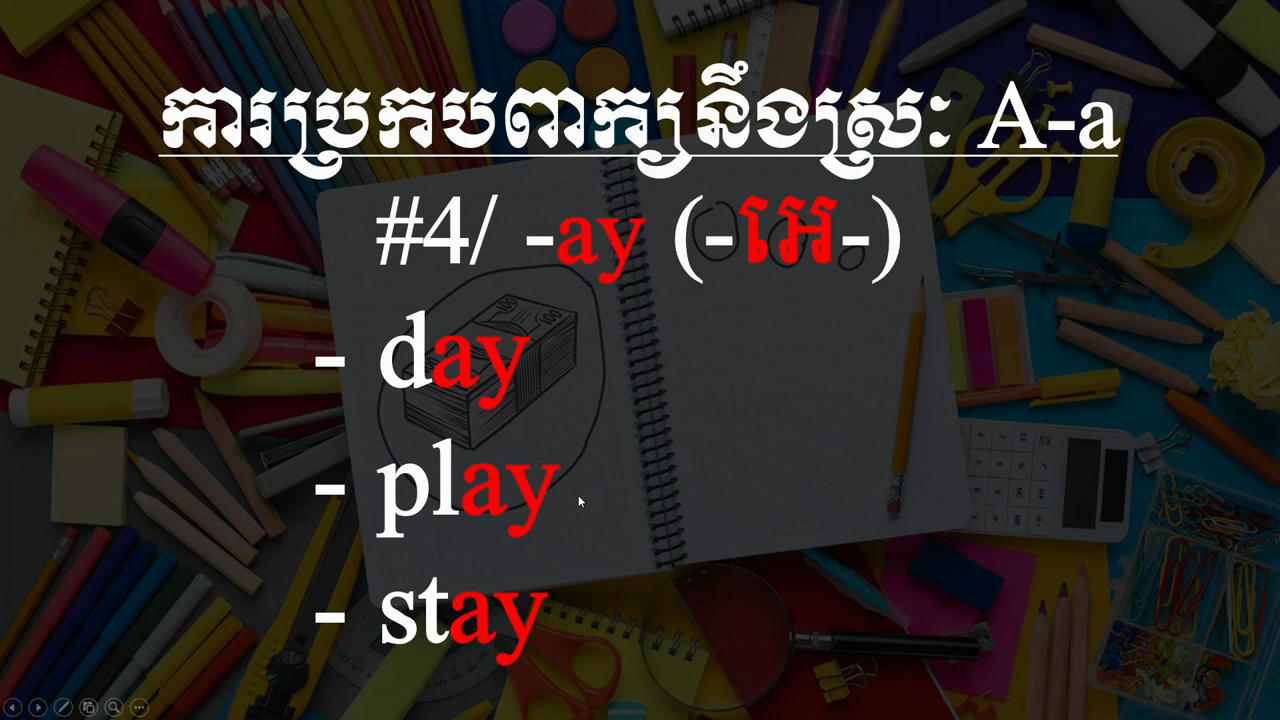 ការប្រកបពាក្យនឹងស្រះ A-a
#4/ -ay (-អេ-)
- day
- play
- stay